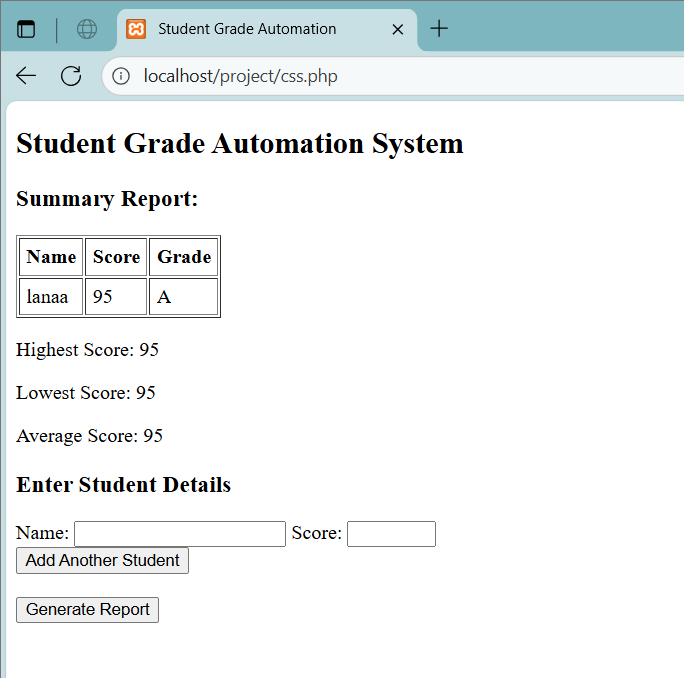 Student Grade Automation
localhost/project/css.php
Student Grade Automation System
Summary Report:
Name Score Grade
lanaa 95 A
Highest Score: 95
Lowest Score: 95
Average Score: 95
Enter Student Details
Name: Score:
Add Another Student
Generate Report